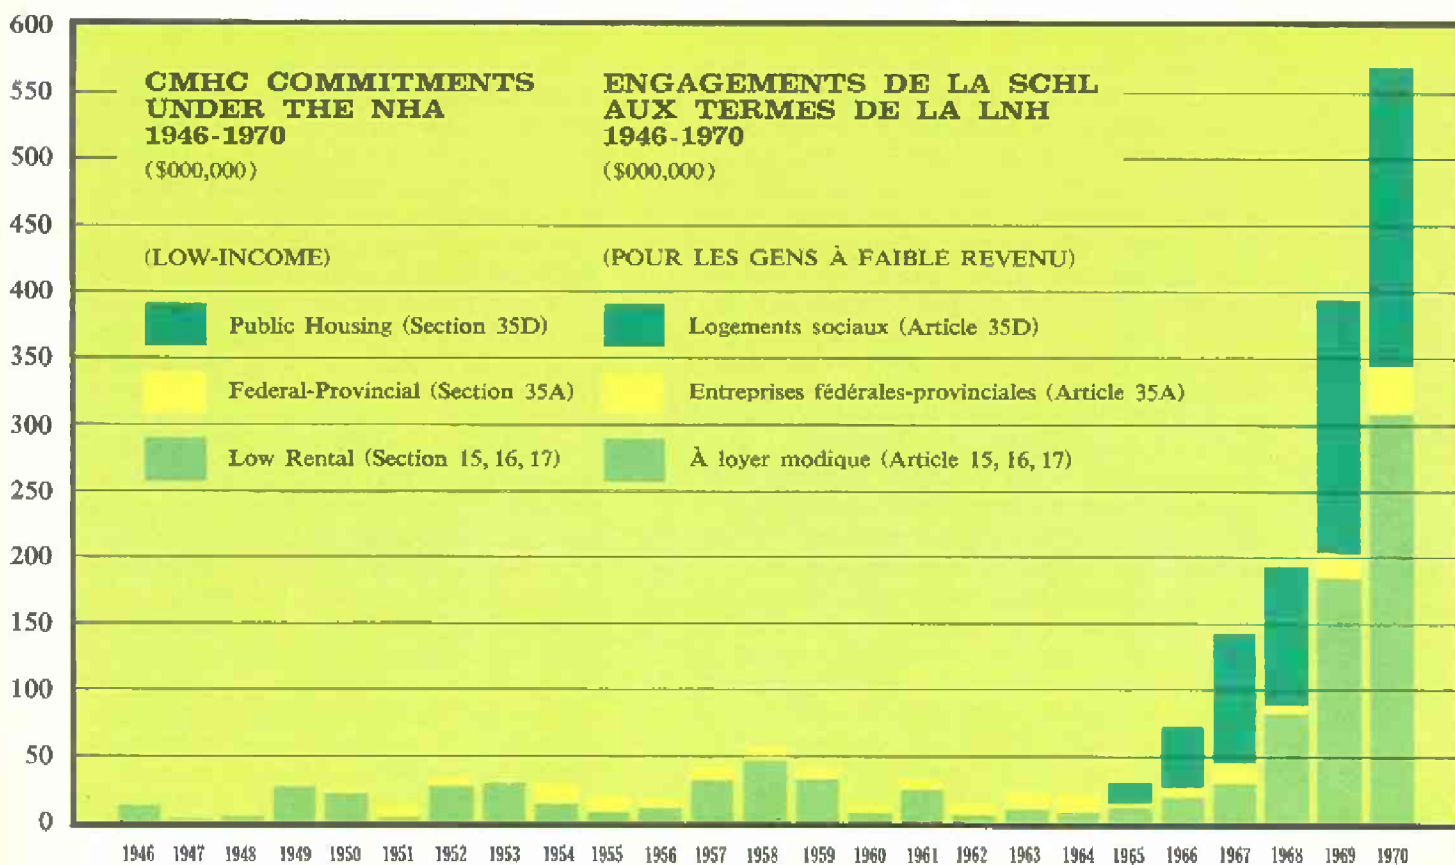 600
550
500
450
400
350
300
250
200
150
100
50
0
CMHC COMMITMENTS
UNDER THE NHA
1946-1970
($000,000)
(LOW-INCOME)
Public Housing (Section 35D)
Federal-Provincial (Section 35A)
Low Rental (Section 15, 16, 17)
ENGAGEMENTS DE LA SCHL
AUX TERMES DE LA LNH
1946-1970
($000,000)
(POUR LES GENS À FAIBLE REVENU)
Logements sociaux (Article 35D)
Entreprises fédérales-provinciales (Article 35A)
À loyer modique (Article 15, 16, 17)
1946 1947 1948 1949 1950 1951 1952 1953 1954 1955 1956 1957 1958 1959 1960 1961 1962 1963 1964 1965 1966 1967 1968 1969 1970